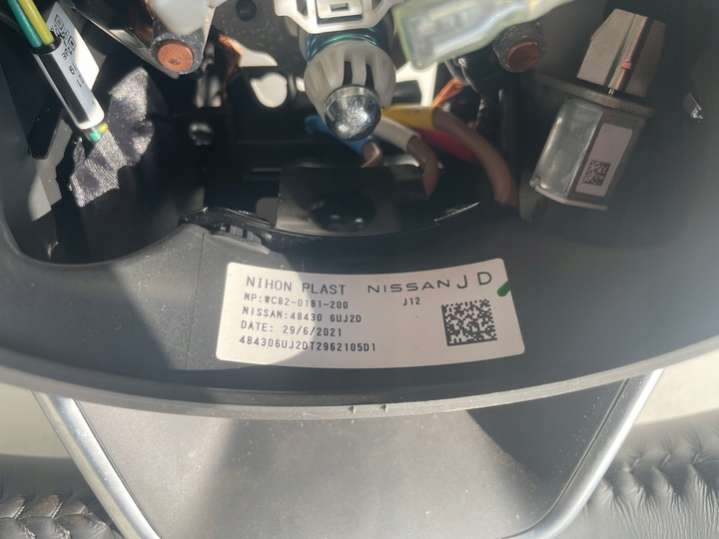 NIHON PLAST NISSAN J D
NP:WC82-0181-200 J12
NISSAN:48430 6UJ2D
DATE: 29/6/2021
484306UJ2DT2962105D1